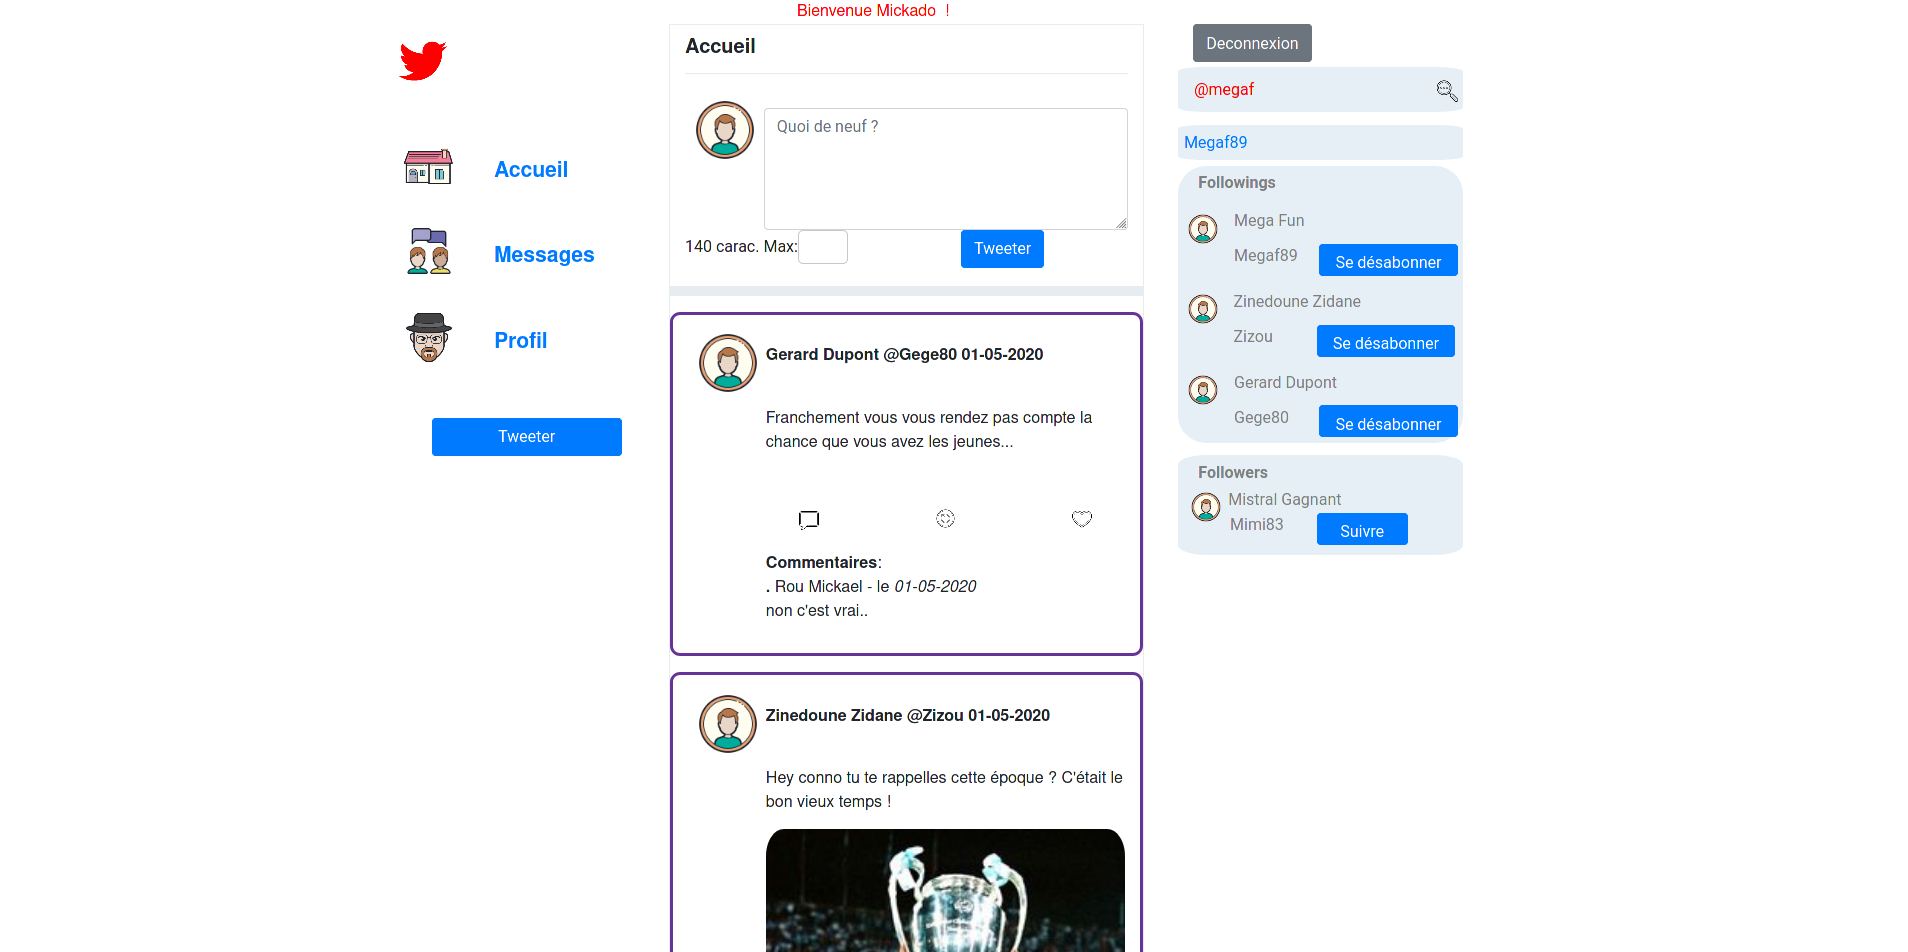 Bienvenue Mickado !
Accueil
Messages
Profil
Tweeter
Accueil
Quoi de neuf ?
140 carac. Max:
Tweeter
Gerard Dupont @Gege80 01-05-2020
Franchement vous vous rendez pas compte la
chance que vous avez les jeunes...
Commentaires:
. Rou Mickael - le 01-05-2020
non c'est vrai..
Zinedoune Zidane @Zizou 01-05-2020
Hey conno tu te rappelles cette époque ? C'était le
bon vieux temps !
Deconnexion
@megaf
Megaf89
Followings
Mega Fun
Megaf89 Se désabonner
Zinedoune Zidane
Zizou Se désabonner
Gerard Dupont
Gege80 Se désabonner
Followers
Mistral Gagnant
Mimi83 Suivre